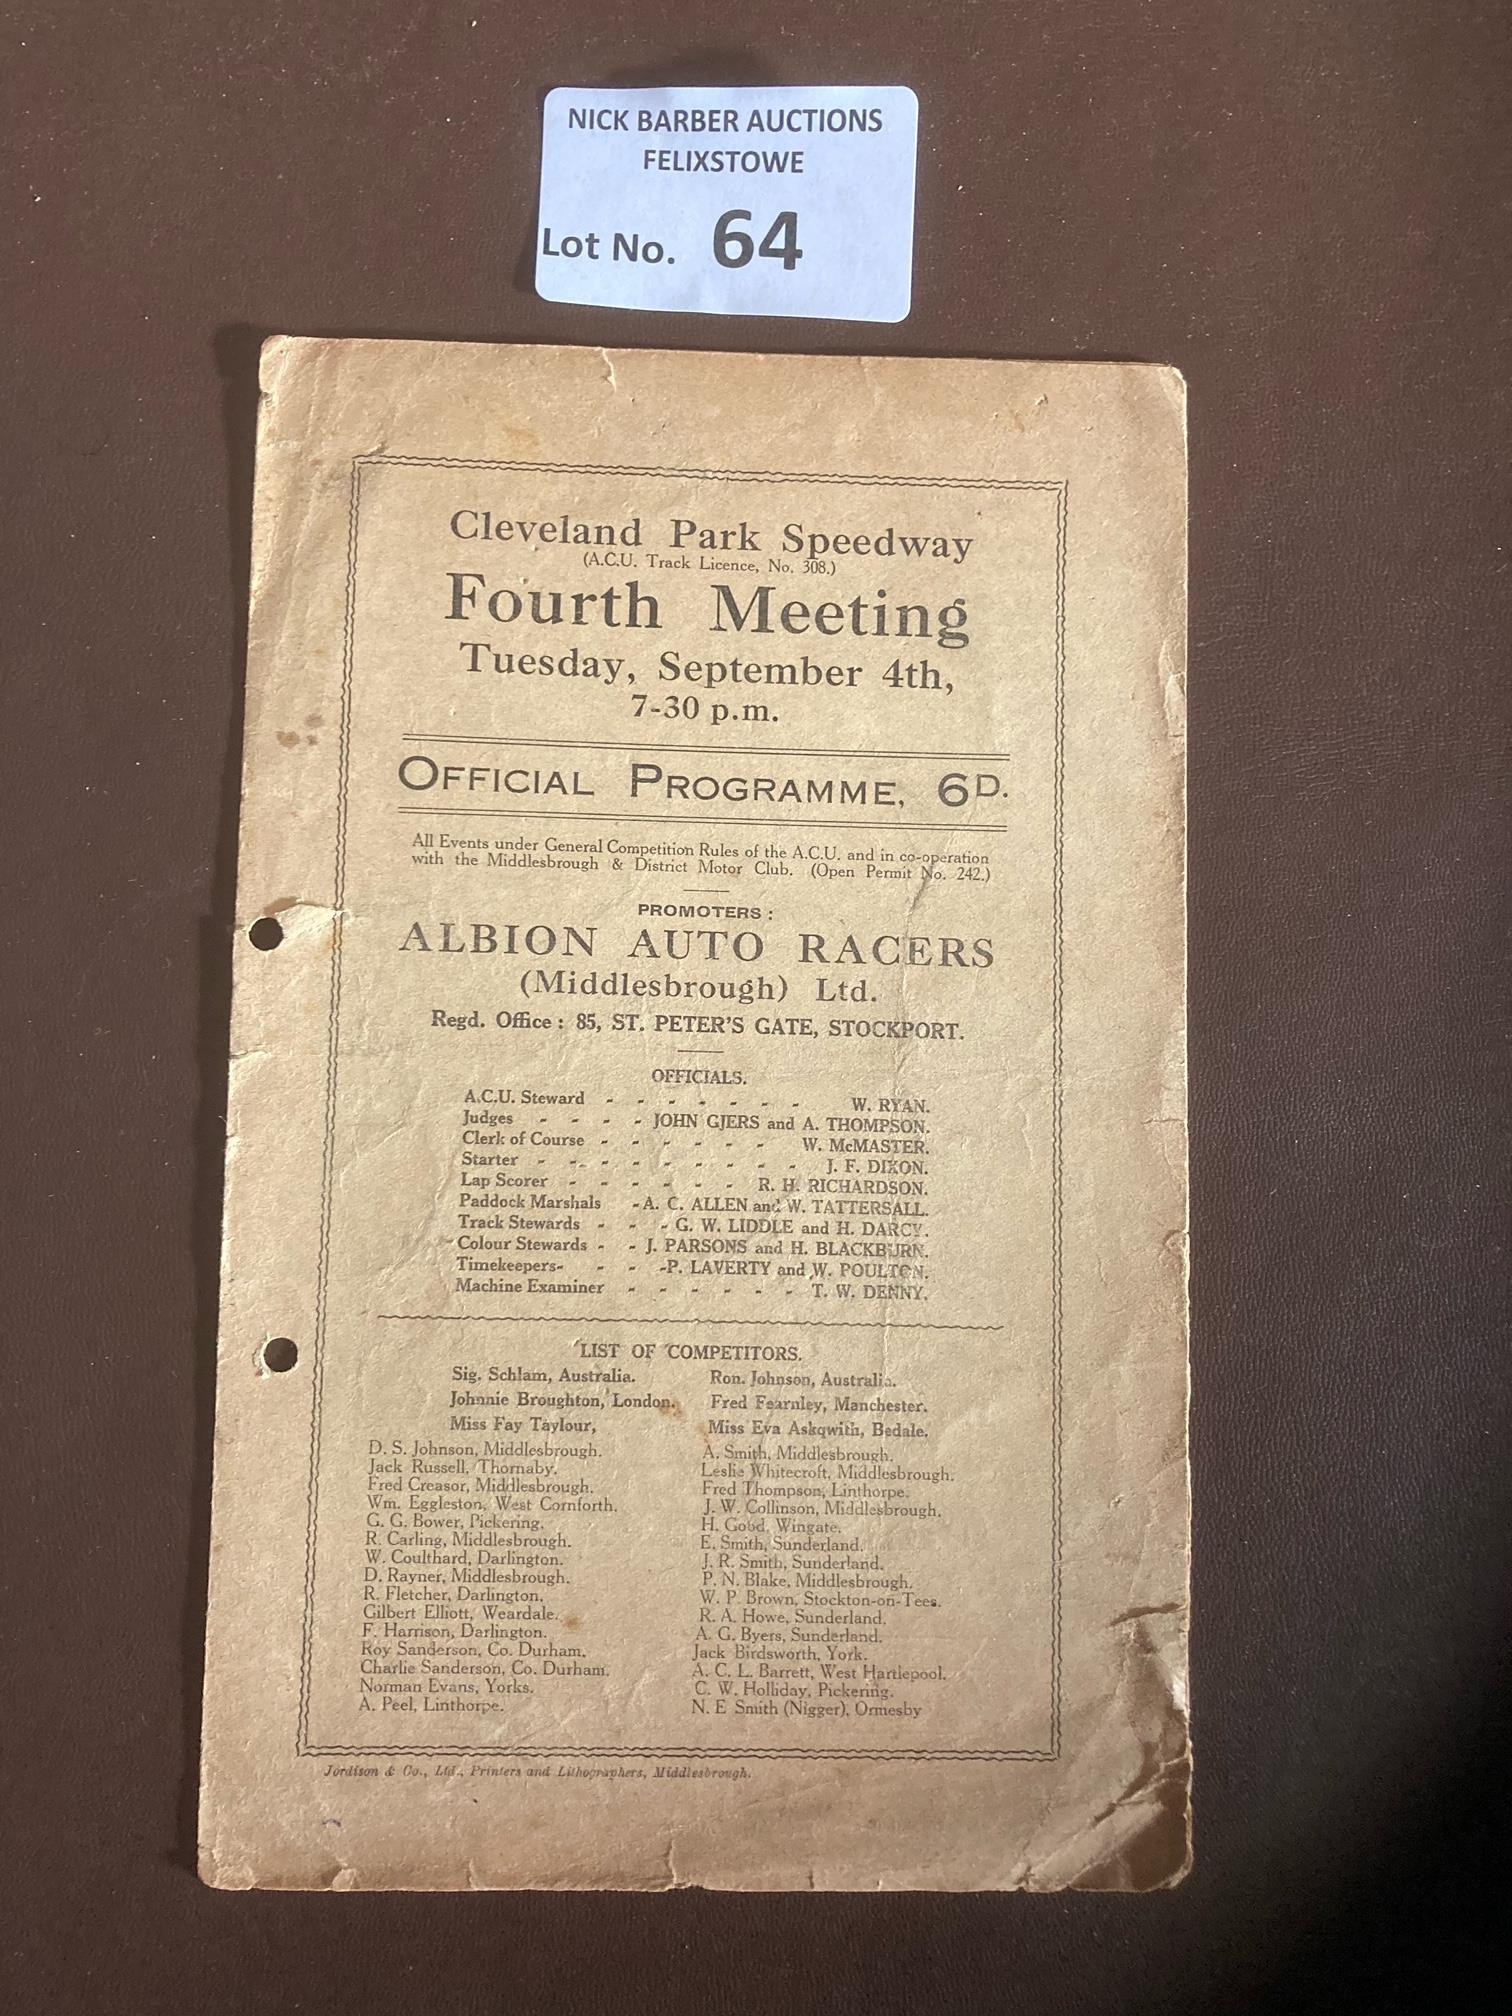 NICK BARBER AUCTIONS
FELIXSTOWE
Lot No. 64
Cleveland Park Speedway
(A.C.U. Track Licence, No. 308.)
Fourth Meeting
Tuesday, September 4th,
7-30 p.m.
OFFICIAL PROGRAMME, 6D.
All Events under General Competition Rules of the A.C.U. and in co-operation
with the Middlesbrough & District Motor Club. (Open Permit No. 242.)
PROMOTERS :
ALBION AUTO RACERS
(Middlesbrough) Ltd.
Regd. Office : 85, ST. PETER'S GATE, STOCKPORT.
OFFICIALS.
A.C.U. Steward - - - - - - - W. RYAN.
Judges - - - - JOHN GJERS and A. THOMPSON.
Clerk of Course - - - - - - W. McMASTER.
Starter - - - - - - - - - J. F. DIXON.
Lap Scorer - - - - - - R. H. RICHARDSON.
Paddock Marshals - A. C. ALLEN and W. TATTERSALL.
Track Stewards - - - G. W. LIDDLE and H. DARCY.
Colour Stewards - - J. PARSONS and H. BLACKBURN.
Timekeepers- - - -P. LAVERTY and W. POULTON.
Machine Examiner - - - - - - T. W. DENNY.
LIST OF COMPETITORS.
Sig. Schlam, Australia. Ron. Johnson, Australia.
Johnnie Broughton, London. Fred Fearnley, Manchester.
Miss Fay Taylour, Miss Eva Askqwith, Bedale.
D. S. Johnson, Middlesbrough. A. Smith, Middlesbrough.
Jack Russell, Thornaby. Leslie Whitecroft, Middlesbrough.
Fred Creasor, Middlesbrough. Fred Thompson, Linthorpe.
Wm. Eggleston, West Cornforth. J. W. Collinson, Middlesbrough.
G. G. Bower, Pickering. H. Good, Wingate.
R. Carling, Middlesbrough. E. Smith, Sunderland.
W. Coulthard, Darlington. J. R. Smith, Sunderland.
D. Rayner, Middlesbrough. P. N. Blake, Middlesbrough.
R. Fletcher, Darlington. W. P. Brown, Stockton-on-Tees.
Gilbert Elliott, Weardale. R. A. Howe, Sunderland.
F. Harrison, Darlington. A. G. Byers, Sunderland.
Roy Sanderson, Co. Durham. Jack Birdsworth, York.
Charlie Sanderson, Co. Durham. A. C. L. Barrett, West Hartlepool.
Norman Evans, Yorks. C. W. Holliday, Pickering.
A. Peel, Linthorpe. N. E Smith (Nigger), Ormesby
Jordison & Co., Ltd., Printers and Lithographers, Middlesbrough.